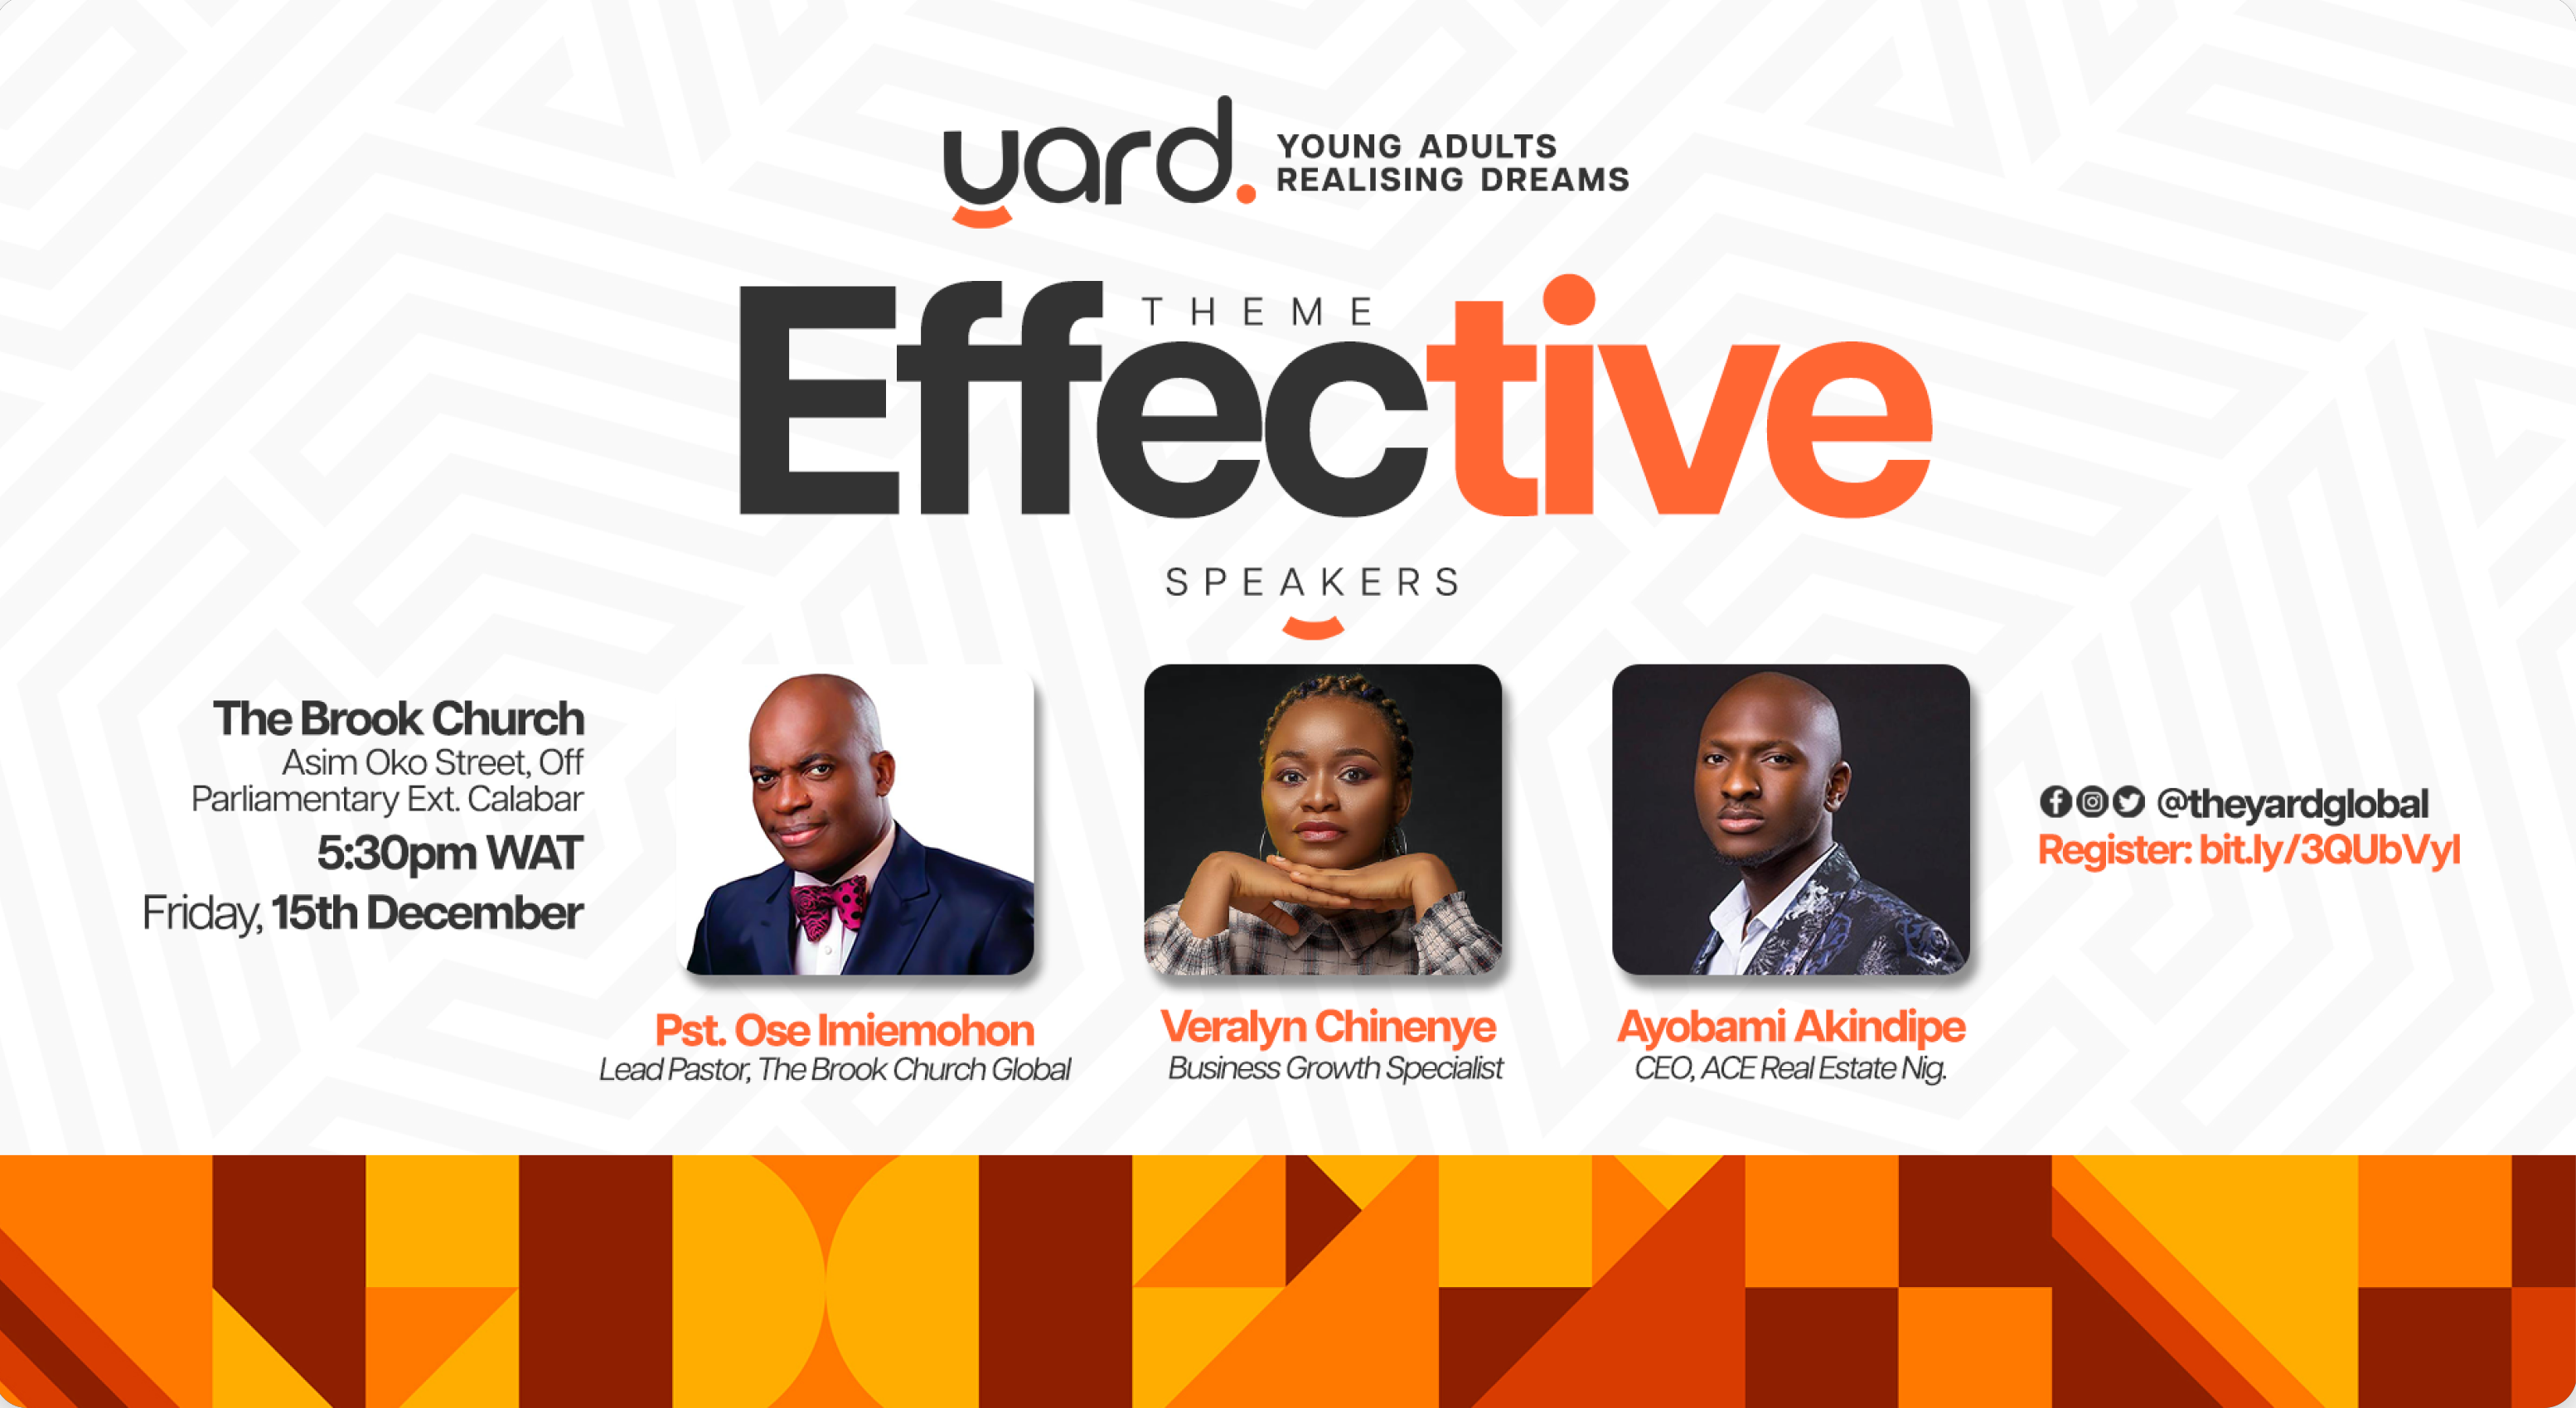 yard.
YOUNG ADULTS
REALISING DREAMS
THEME
Effective
SPEAKERS
The Brook Church
Asim Oko Street, Off
Parliamentary Ext. Calabar
5:30pm WAT
Friday, 15th December
Pst. Ose Imiemohon
Lead Pastor, The Brook Church Global
Veralyn Chinenye
Business Growth Specialist
Ayobami Akindipe
CEO, ACE Real Estate Nig.
@theyardglobal
Register: bit.ly/3QUbVyl